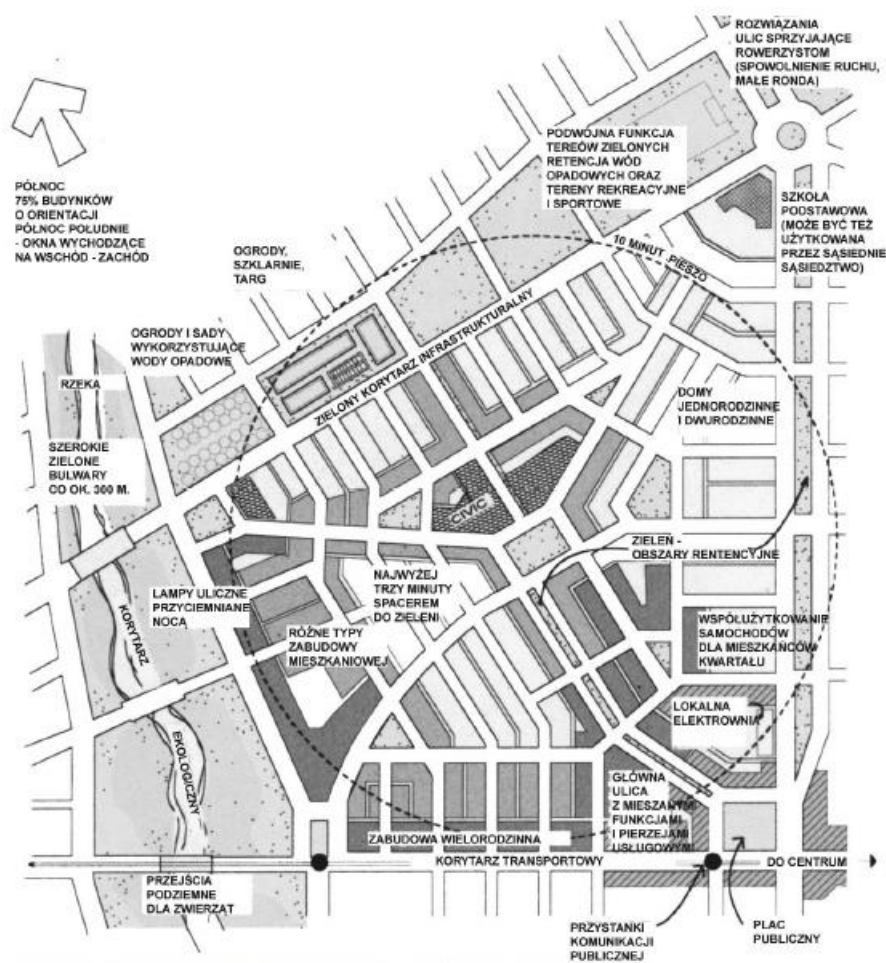 ROZWIĄZANIA
ULIC SPRZYJAJĄCE
ROWERZYSTOM
(SPOWOLNIENIE RUCHU,
MAŁE RONDA)
PODWÓJNA FUNKCJA
TEREÓW ZIELONYCH
RETENCJA WÓD
OPADOWYCH ORAZ
TERENY REKREACYJNE
I SPORTOWE
PÓŁNOC
75% BUDYNKÓW
O ORIENTACJI
PÓŁNOC POŁUDNIE
- OKNA WYCHODZĄCE
NA WSCHÓD - ZACHÓD
SZKOŁA
PODSTAWOWA
(MOŻE BYĆ TEŻ
UŻYTKOWANA
PRZEZ SĄSIEDNIE
SĄSIEDZTWO)
10 MINUT PIESZO
OGRODY,
SZKLARNIE,
TARG
OGRODY I SADY
WYKORZYSTUJĄCE
WODY OPADOWE
ZIELONY KORYTARZ INFRASTRUKTURALNY
RZEKA
DOMY
JEDNORODZINNE
I DWURODZINNE
SZEROKIE
ZIELONE
BULWARY
CO OK. 300 M.
CIVIC
ZIELEŃ -
OBSZARY RENTENCYJNE
LAMPY ULICZNE
PRZYCIEMNIANE
NOCĄ
NAJWYŻEJ
TRZY MINUTY
SPACEREM
DO ZIELENI
KORYTARZ
EKOLOGICZNY
RÓŻNE TYPY
ZABUDOWY
MIESZKANIOWEJ
WSPÓŁUŻYTKOWANIE
SAMOCHODÓW
DLA MIESZKAŃCÓW
KWARTAŁU
LOKALNA
ELEKTROWNIA
GŁÓWNA
ULICA
Z MIESZANYMI
FUNKCJAMI
I PIERZEJAMI
USŁUGOWYMI
ZABUDOWA WIELORODZINNA
KORYTARZ TRANSPORTOWY
DO CENTRUM
PRZEJŚCIA
PODZIEMNE
DLA ZWIERZĄT
PRZYSTANKI
KOMUNIKACJI
PUBLICZNEJ
PLAC
PUBLICZNY